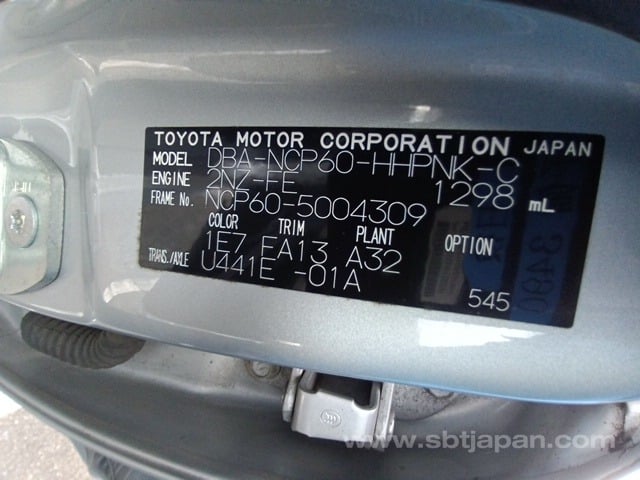 TOYOTA MOTOR CORPORATION JAPAN
MODEL DBA-NCP60-HHPNK-C
ENGINE 2NZ-FE 1298 mL
FRAME No. NCP60-5004309
COLOR TRIM PLANT OPTION
1E7 FA13 A32
TRANS./AXLE U441E -01A
545
www.sbtjapan.com